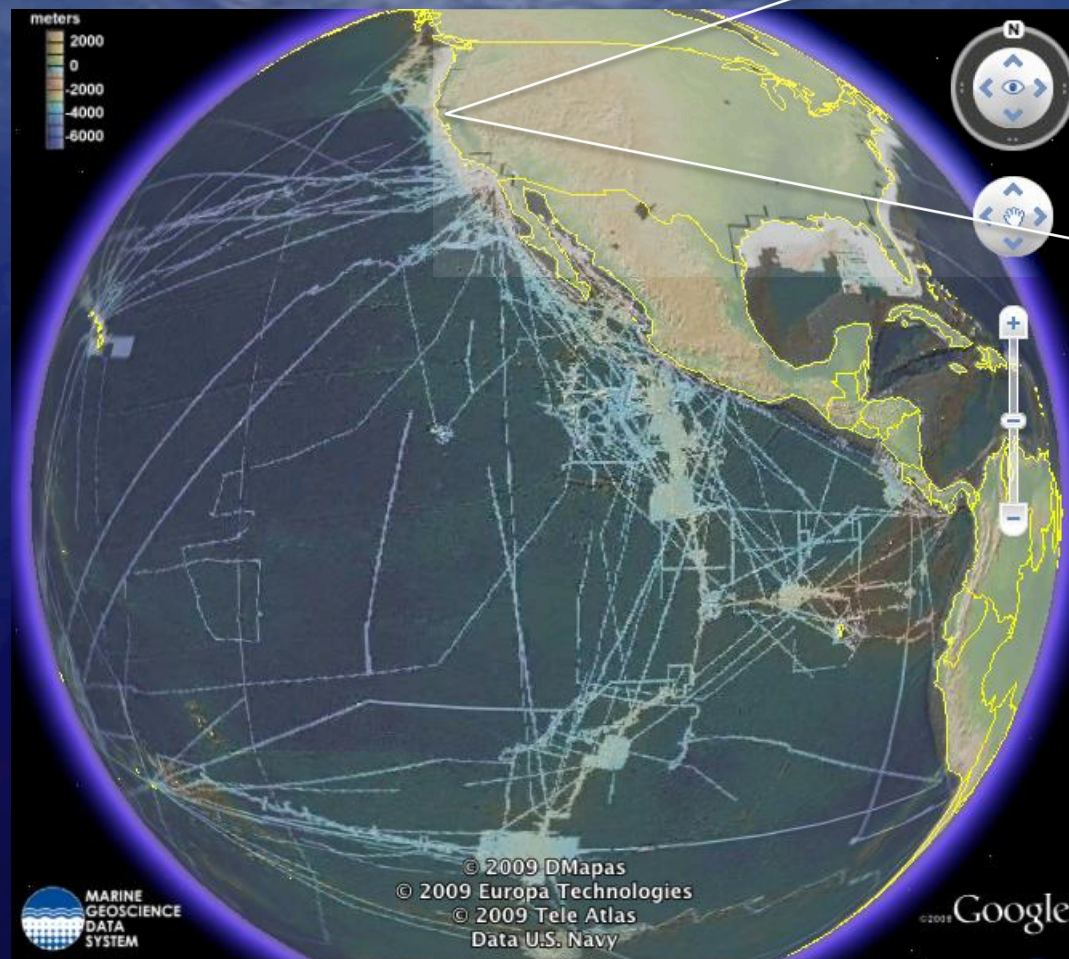 meters
2000
0
-2000
-4000
-6000
N
© 2009 DMapas
© 2009 Europa Technologies
© 2009 Tele Atlas
Data U.S. Navy
MARINE
GEOSCIENCE
DATA
SYSTEM
©2009 Google